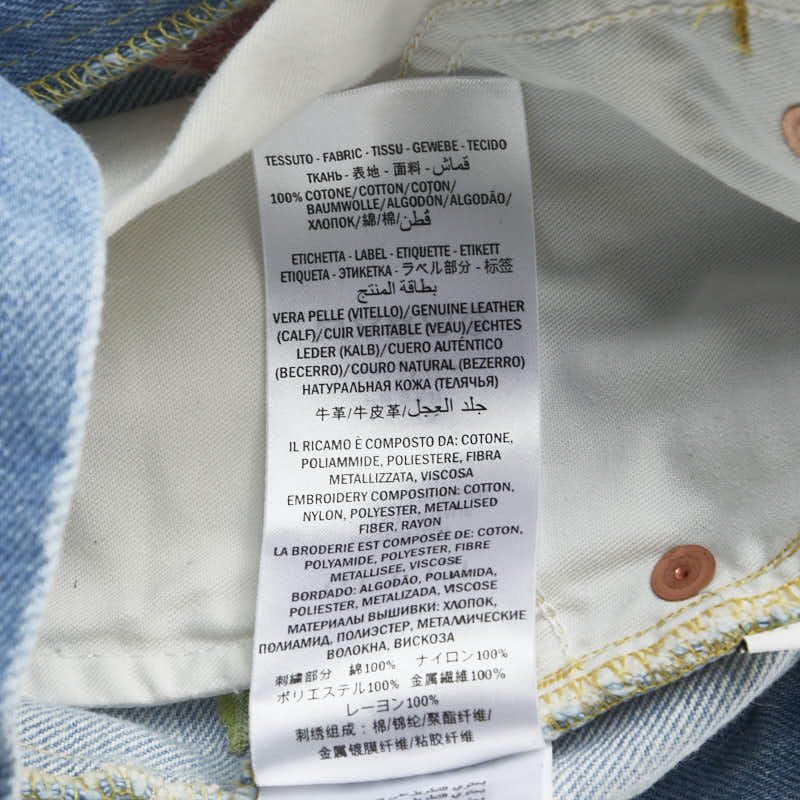 TESSUTO - FABRIC - TISSU - GEWEBE - TECIDO
ТКАНЬ - 表地 - 面料 - قماش
100% COTONE/COTTON/COTON/
BAUMWOLLE/ALGODÓN/ALGODÃO/
ХЛОПОК/綿/棉/قُطن
ETICHETTA - LABEL - ETIQUETTE - ETIKETT
ETIQUETA - ЭТИКЕТКА - ラベル部分 - 标签
بطاقة المنتج
VERA PELLE (VITELLO)/GENUINE LEATHER
(CALF)/CUIR VERITABLE (VEAU)/ECHTES
LEDER (KALB)/CUERO AUTÉNTICO
(BECERRO)/COURO NATURAL (BEZERRO)
НАТУРАЛЬНАЯ КОЖА (ТЕЛЯЧЬЯ)
牛革/牛皮革/جلد العِجل
IL RICAMO È COMPOSTO DA: COTONE,
POLIAMMIDE, POLIESTERE, FIBRA
METALLIZZATA, VISCOSA
EMBROIDERY COMPOSITION: COTTON,
NYLON, POLYESTER, METALLISED
FIBER, RAYON
LA BRODERIE EST COMPOSÉE DE: COTON,
POLYAMIDE, POLYESTER, FIBRE
METALLISEE, VISCOSE
BORDADO: ALGODÃO, POLIAMIDA,
POLIESTER, METALIZADA, VISCOSE
МАТЕРИАЛЫ ВЫШИВКИ: ХЛОПОК,
ПОЛИАМИД, ПОЛИЭСТЕР, МЕТАЛЛИЧЕСКИЕ
ВОЛОКНА, ВИСКОЗА
刺繍部分 綿100% ナイロン100%
ポリエステル100% 金属繊維100%
レーヨン100%
刺绣组成: 棉/锦纶/聚酯纤维/
金属镀膜纤维/粘胶纤维